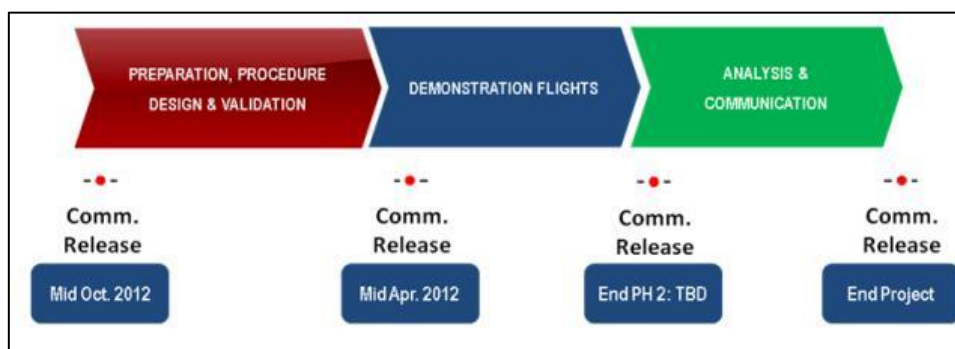 PREPARATION, PROCEDURE
DESIGN & VALIDATION
DEMONSTRATION FLIGHTS
ANALYSIS &
COMMUNICATION
Comm.
Release
Mid Oct. 2012
Comm.
Release
Mid Apr. 2012
Comm.
Release
End PH 2: TBD
Comm.
Release
End Project